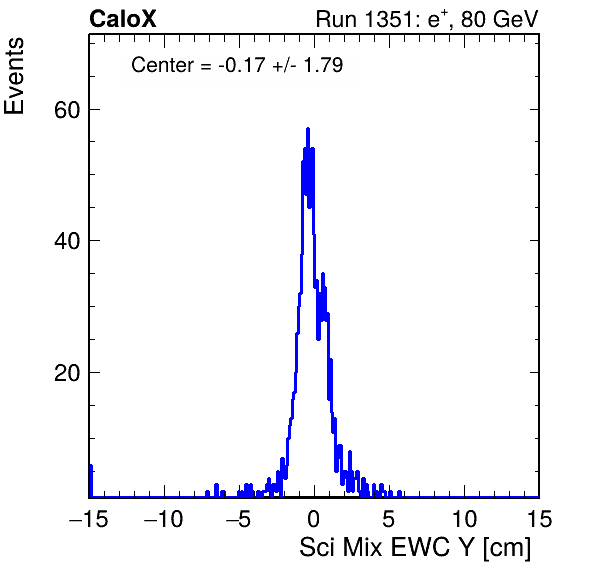 CaloX Run 1351: e⁺, 80 GeV
Center = -0.17 +/- 1.79
Events
60
40
20
−15 −10 −5 0 5 10 15
Sci Mix EWC Y [cm]